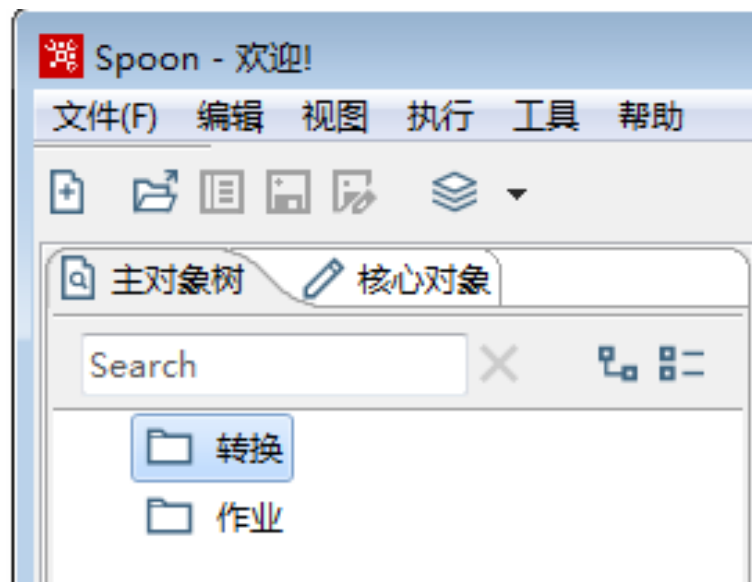 Spoon - 欢迎!
文件(F) 编辑 视图 执行 工具 帮助
主对象树 核心对象
Search
转换
作业